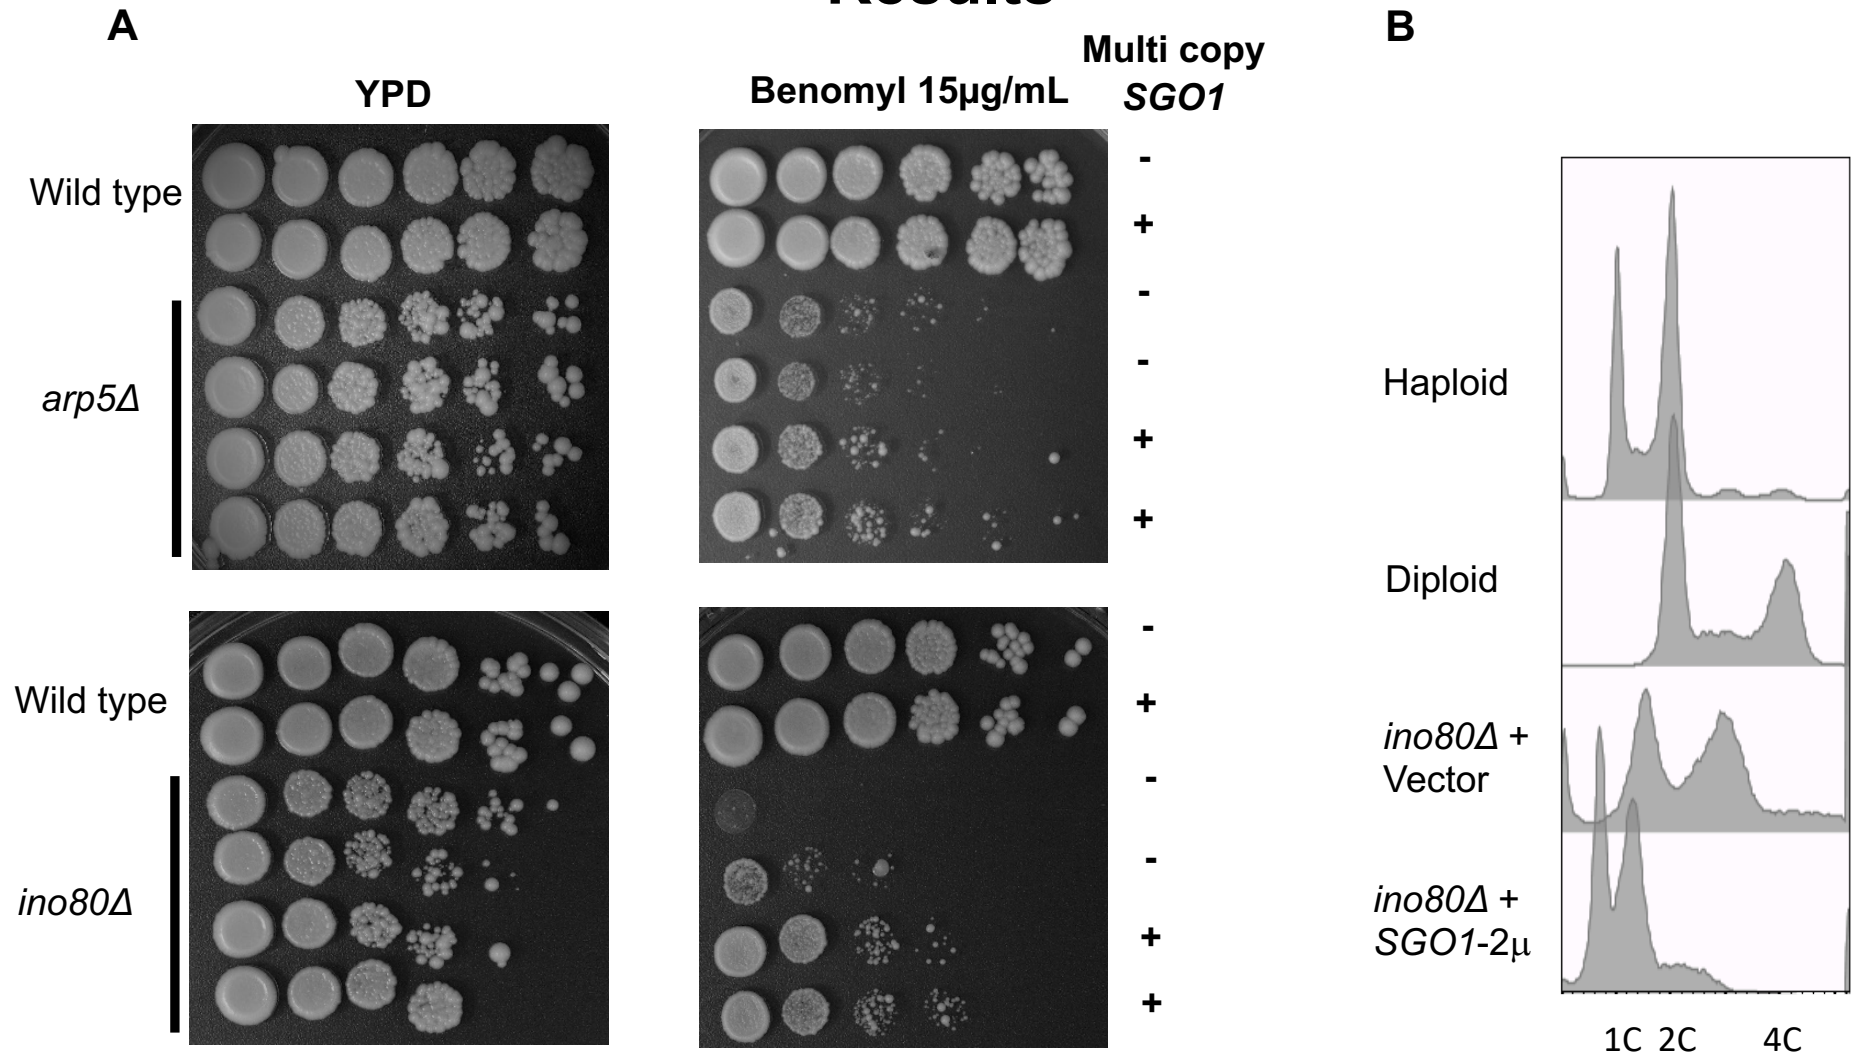 Results
A
B
YPD
Benomyl 15µg/mL
Multi copy
SGO1
Wild type
-
+
arp5Δ
-
-
+
+
Wild type
-
+
ino80Δ
-
-
+
+
Haploid
Diploid
ino80Δ +
Vector
ino80Δ +
SGO1-2µ
1C 2C 4C